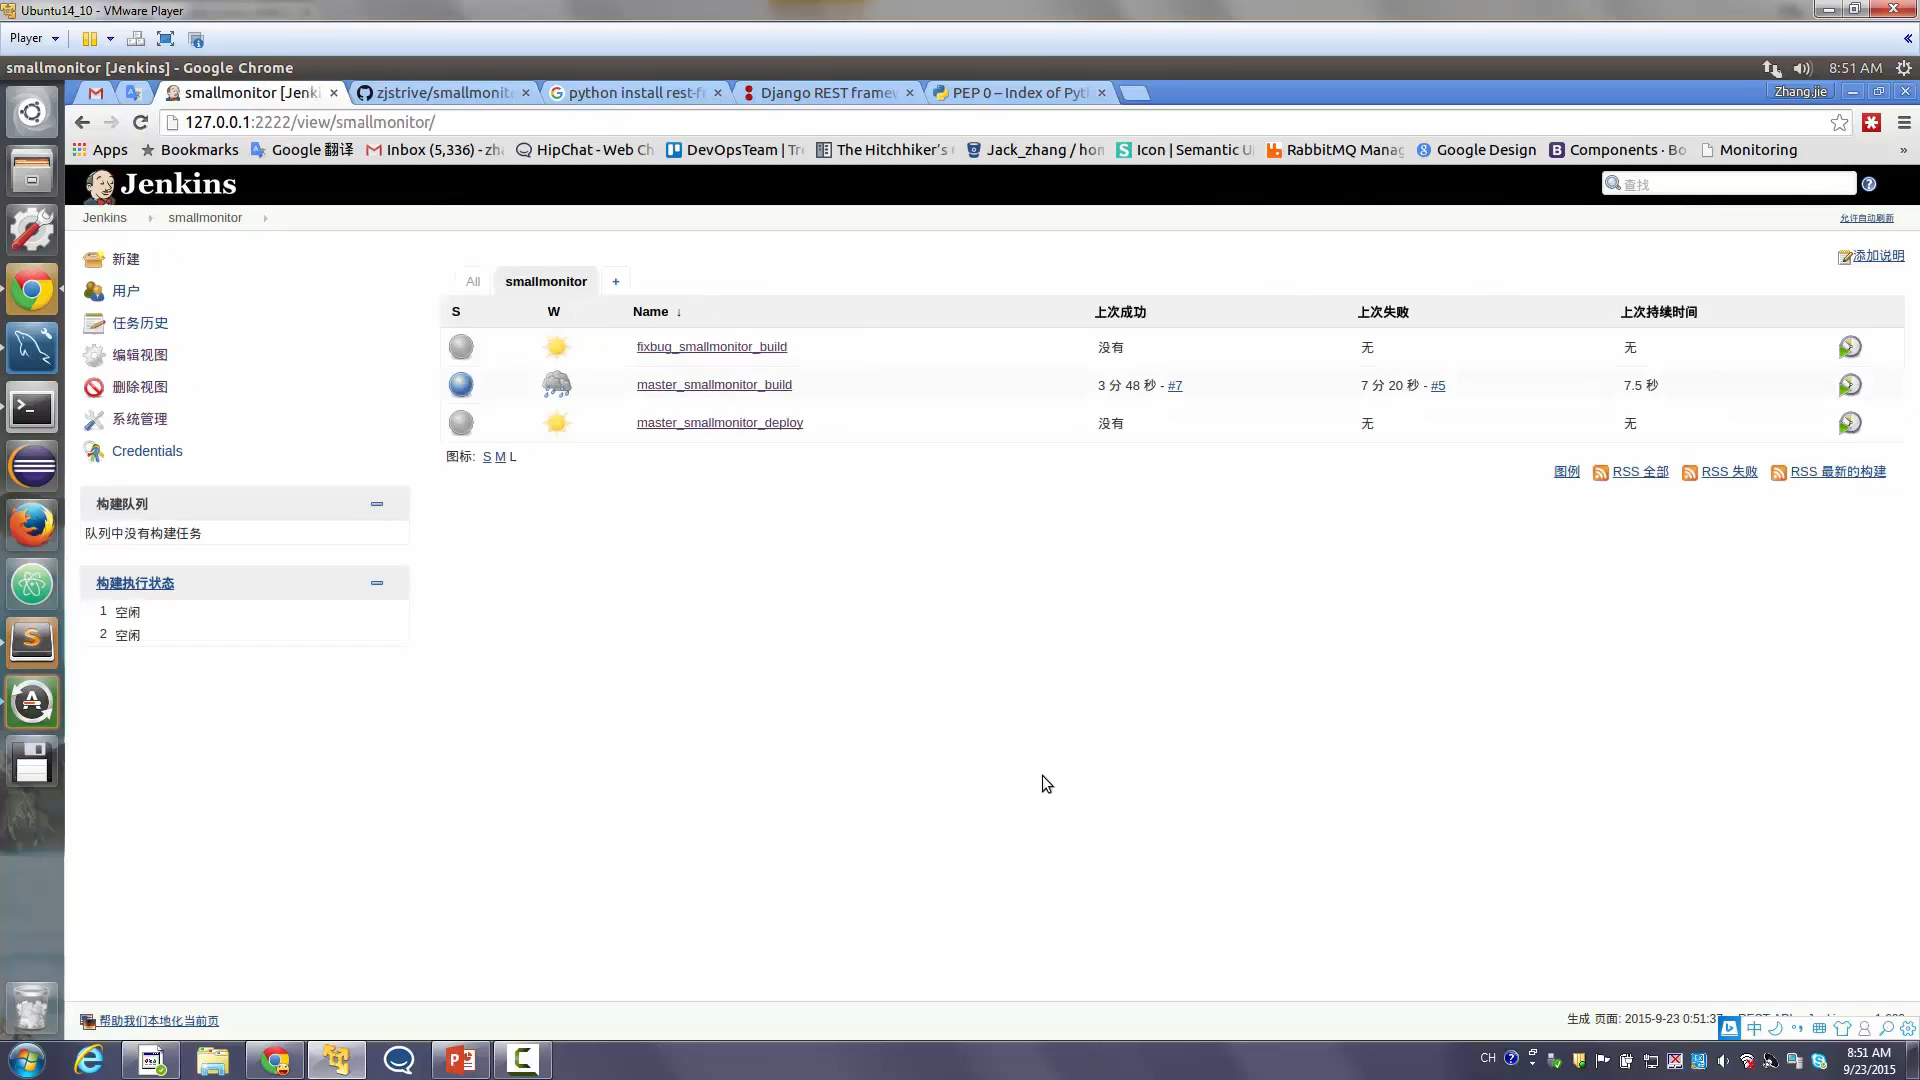 Ubuntu14_10 - VMware Player
Player
smallmonitor [Jenkins] - Google Chrome
8:51 AM
smallmonitor [Jenki
zjstrive/smallmonito
python install rest-f
Django REST framew
PEP 0 – Index of Pyt
Zhang.jie
127.0.0.1:2222/view/smallmonitor/
Apps
Bookmarks
Google 翻译
Inbox (5,336) - zh
HipChat - Web C
DevOpsTeam | Tr
The Hitchhiker's
Jack_zhang / hon
Icon | Semantic U
RabbitMQ Manag
Google Design
Components · Bo
Monitoring
»
Jenkins
查找
Jenkins
smallmonitor
允许自动刷新
新建
用户
任务历史
编辑视图
删除视图
系统管理
Credentials
添加说明
All
smallmonitor
+
S W Name ↓ 上次成功 上次失败 上次持续时间
fixbug_smallmonitor_build 没有 无 无
master_smallmonitor_build 3 分 48 秒 - #7 7 分 20 秒 - #5 7.5 秒
master_smallmonitor_deploy 没有 无 无
图标: S M L
图例 RSS 全部 RSS 失败 RSS 最新的构建
构建队列
队列中没有构建任务
构建执行状态
1 空闲
2 空闲
帮助我们本地化当前页
生成 页面: 2015-9-23 0:51:37
中
CH
8:51 AM
9/23/2015